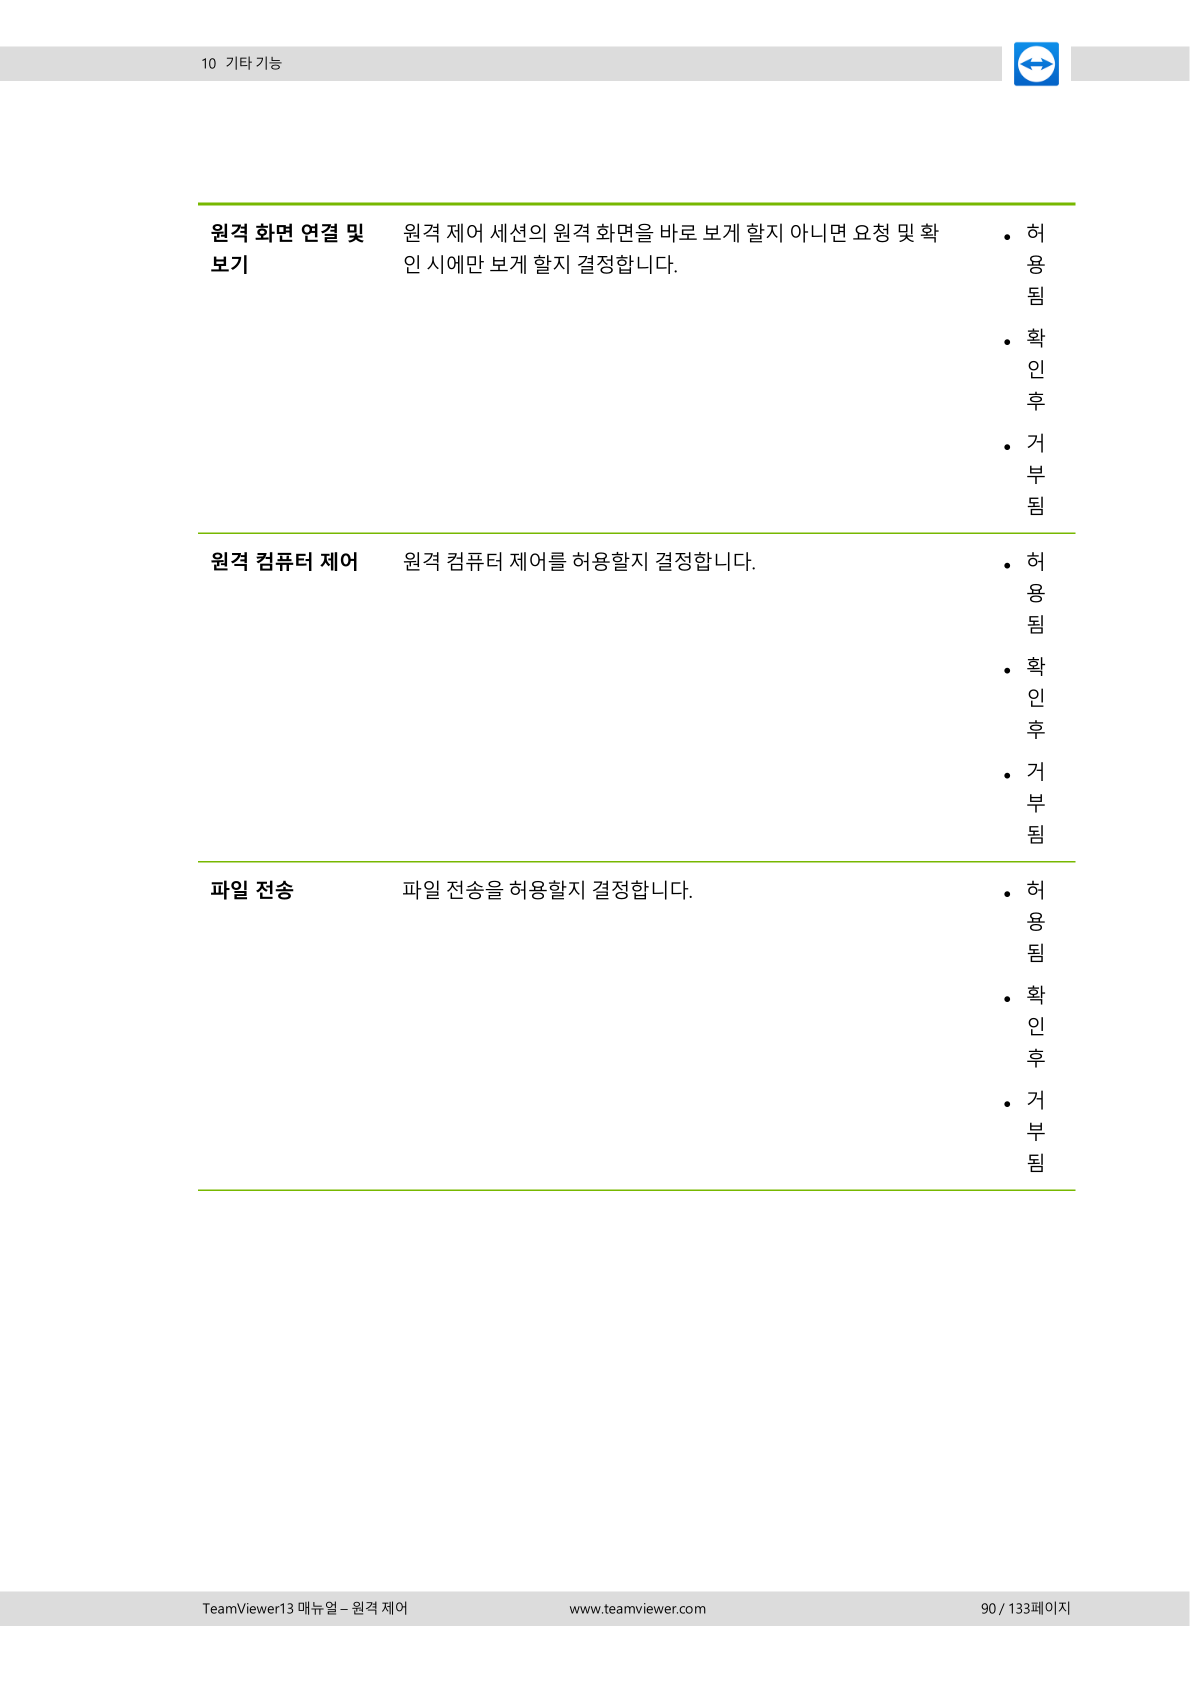 10 기타 기능
원격 화면 연결 및
보기
원격 제어 세션의 원격 화면을 바로 보게 할지 아니면 요청 및 확
인 시에만 보게 할지 결정합니다.
• 허
용
됨
• 확
인
후
• 거
부
됨
원격 컴퓨터 제어
원격 컴퓨터 제어를 허용할지 결정합니다.
• 허
용
됨
• 확
인
후
• 거
부
됨
파일 전송
파일 전송을 허용할지 결정합니다.
• 허
용
됨
• 확
인
후
• 거
부
됨
TeamViewer13 매뉴얼 – 원격 제어 www.teamviewer.com 90 / 133페이지